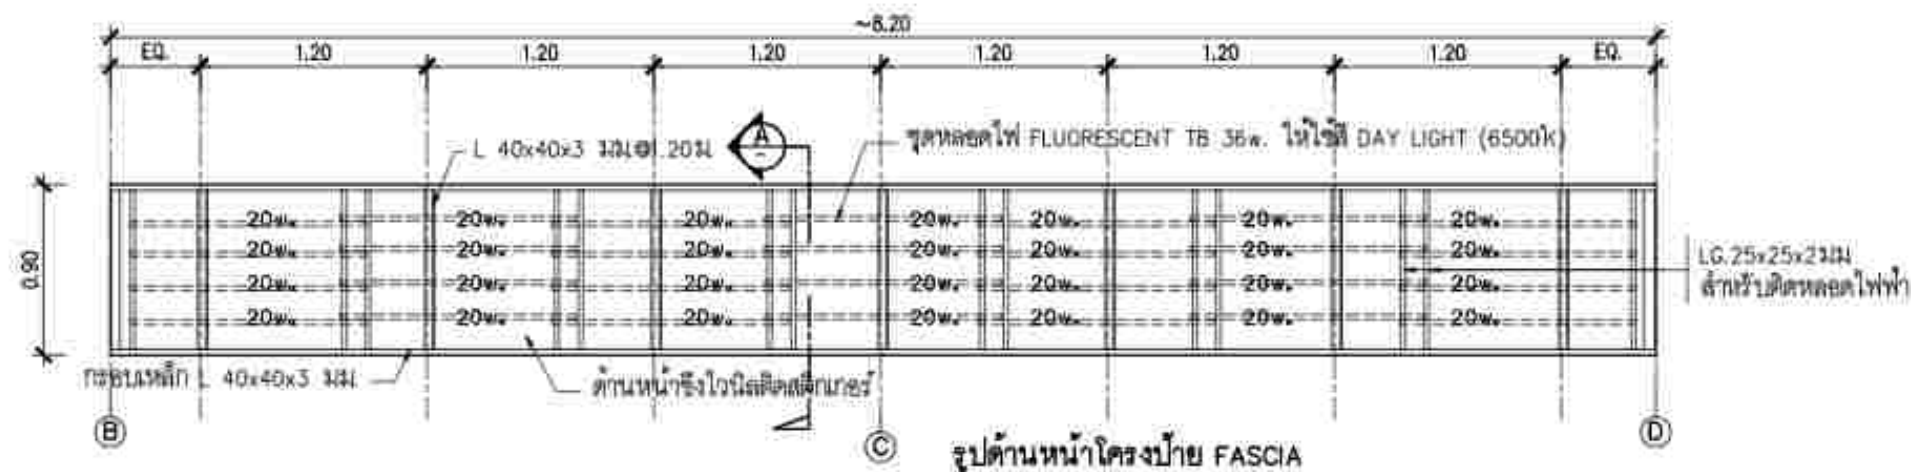 ~8.20
EQ. 1.20 1.20 1.20 1.20 1.20 1.20 EQ.
A
-
L 40x40x3 มม.@1.20ม.
ชุดหลอดไฟ FLUORESCENT T8 36w. ให้ใช้สี DAY LIGHT (6500K)
0.90
20w. 20w. 20w. 20w. 20w. 20w. 20w.
20w. 20w. 20w. 20w. 20w. 20w. 20w.
20w. 20w. 20w. 20w. 20w. 20w. 20w.
20w. 20w. 20w. 20w. 20w. 20w. 20w.
LG.25x25x2มม
สำหรับติดหลอดไฟฟ้า
กรอบเหล็ก L 40x40x3 มม
ด้านหน้าขึงไวนิลติดสติกเกอร์
B C D
รูปด้านหน้าโครงป้าย FASCIA